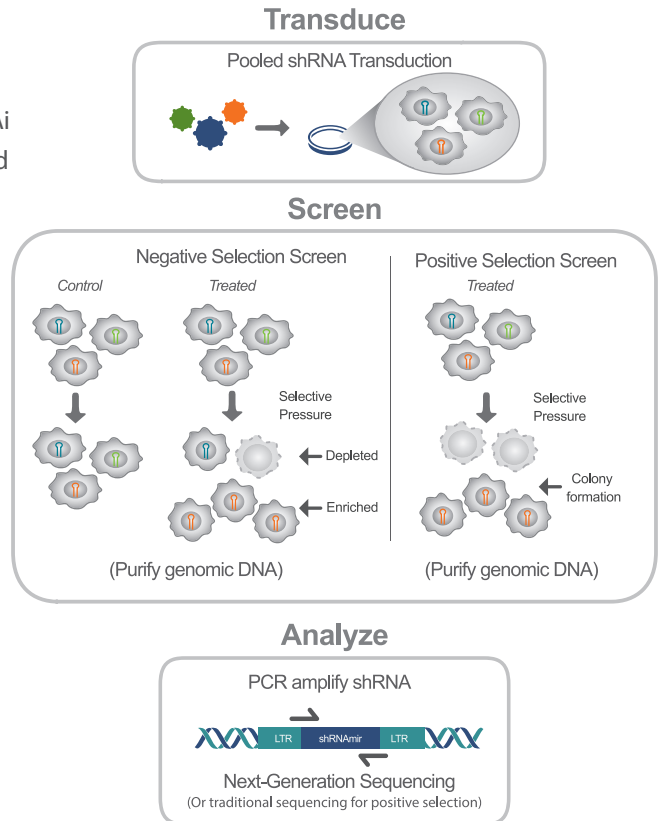 Transduce
Pooled shRNA Transduction
Screen
Negative Selection Screen
Control
Treated
Selective
Pressure
Depleted
Enriched
(Purify genomic DNA)
Positive Selection Screen
Treated
Selective
Pressure
Colony
formation
(Purify genomic DNA)
Analyze
PCR amplify shRNA
LTR shRNAmir LTR
Next-Generation Sequencing
(Or traditional sequencing for positive selection)